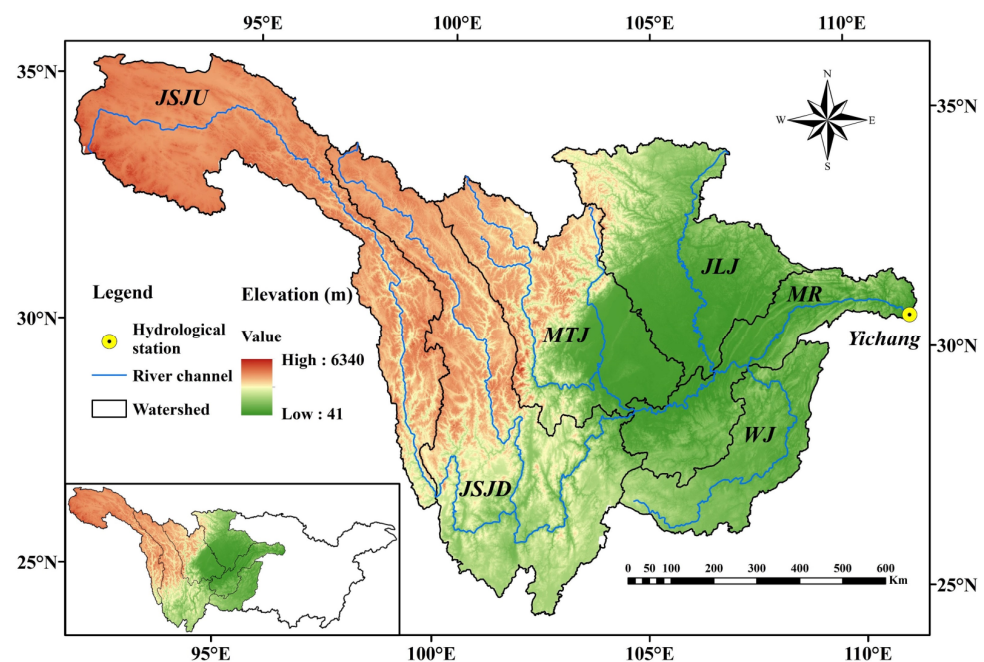 95°E 100°E 105°E 110°E
35°N
35°N
JSJU
N
W E
S
JLJ
MR
Legend
Elevation (m)
Hydrological
station
Value
High : 6340
30°N
MTJ
Yichang
30°N
River channel
Watershed
Low : 41
WJ
JSJD
25°N
0 50 100 200 300 400 500 600
Km
25°N
95°E 100°E 105°E 110°E